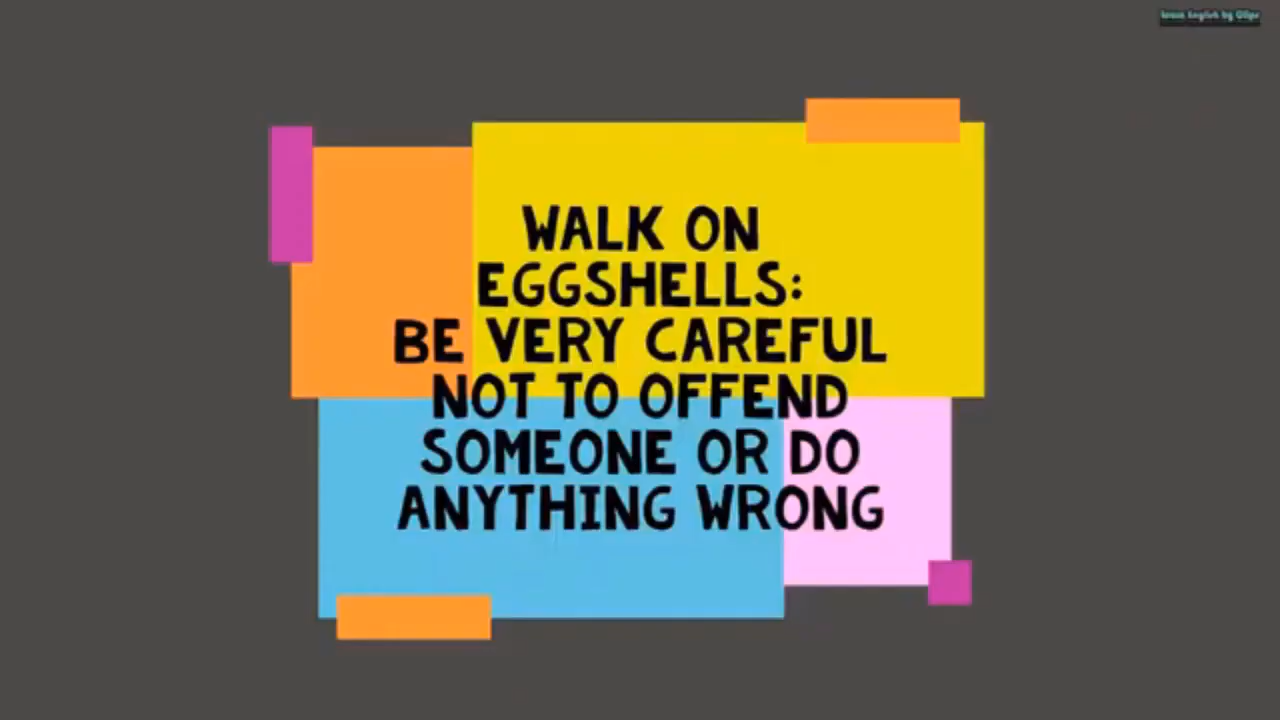 WALK ON
EGGSHELLS:
BE VERY CAREFUL
NOT TO OFFEND
SOMEONE OR DO
ANYTHING WRONG